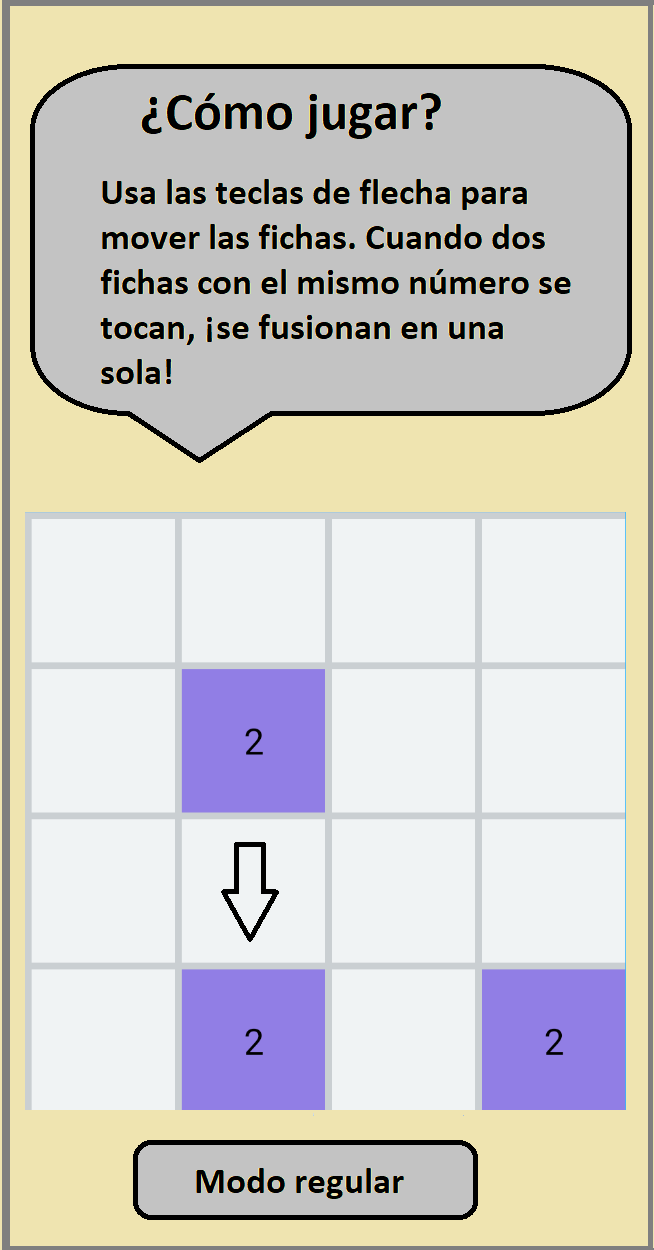 ¿Cómo jugar?
Usa las teclas de flecha para
mover las fichas. Cuando dos
fichas con el mismo número se
tocan, ¡se fusionan en una
sola!
2
2 2
Modo regular